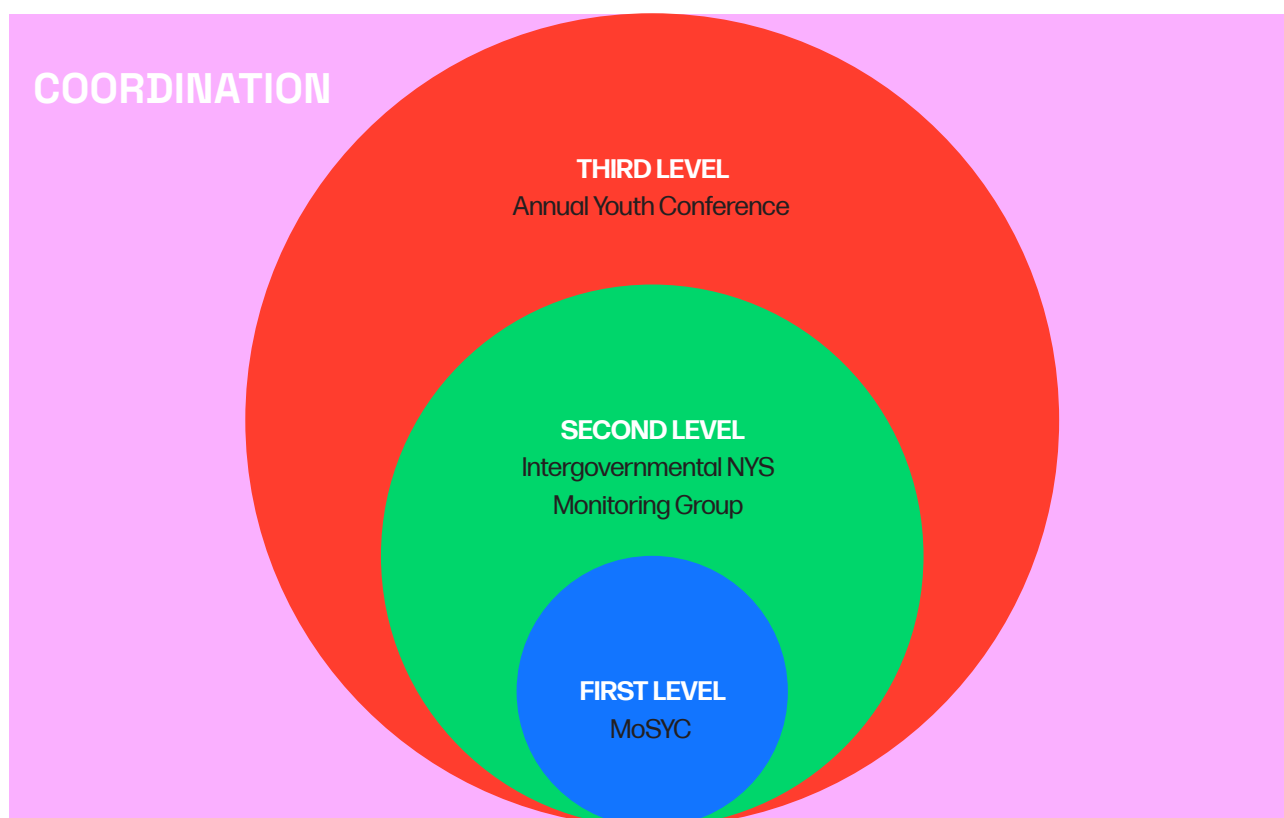 COORDINATION
THIRD LEVEL
Annual Youth Conference
SECOND LEVEL
Intergovernmental NYS
Monitoring Group
FIRST LEVEL
MoSYC